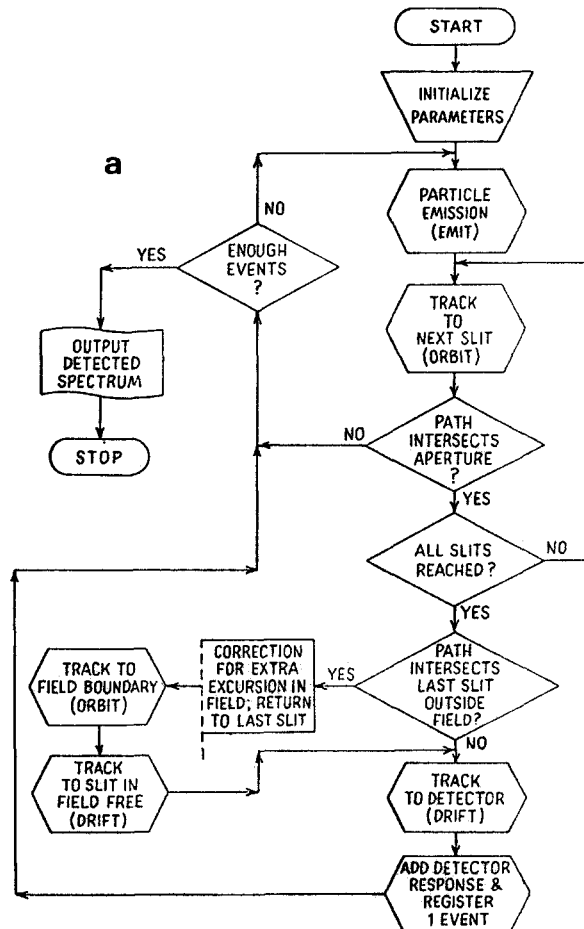 START
INITIALIZE
PARAMETERS
a
NO
PARTICLE
EMISSION
(EMIT)
YES
ENOUGH
EVENTS
?
TRACK
TO
NEXT SLIT
(ORBIT)
OUTPUT
DETECTED
SPECTRUM
STOP
NO
PATH
INTERSECTS
APERTURE
?
YES
ALL SLITS
REACHED?
NO
YES
PATH
INTERSECTS
LAST SLIT
OUTSIDE
FIELD?
YES
CORRECTION
FOR EXTRA
EXCURSION IN
FIELD; RETURN
TO LAST SLIT
TRACK TO
FIELD BOUNDARY
(ORBIT)
NO
TRACK
TO SLIT IN
FIELD FREE
(DRIFT)
TRACK
TO DETECTOR
(DRIFT)
ADD DETECTOR
RESPONSE &
REGISTER
1 EVENT